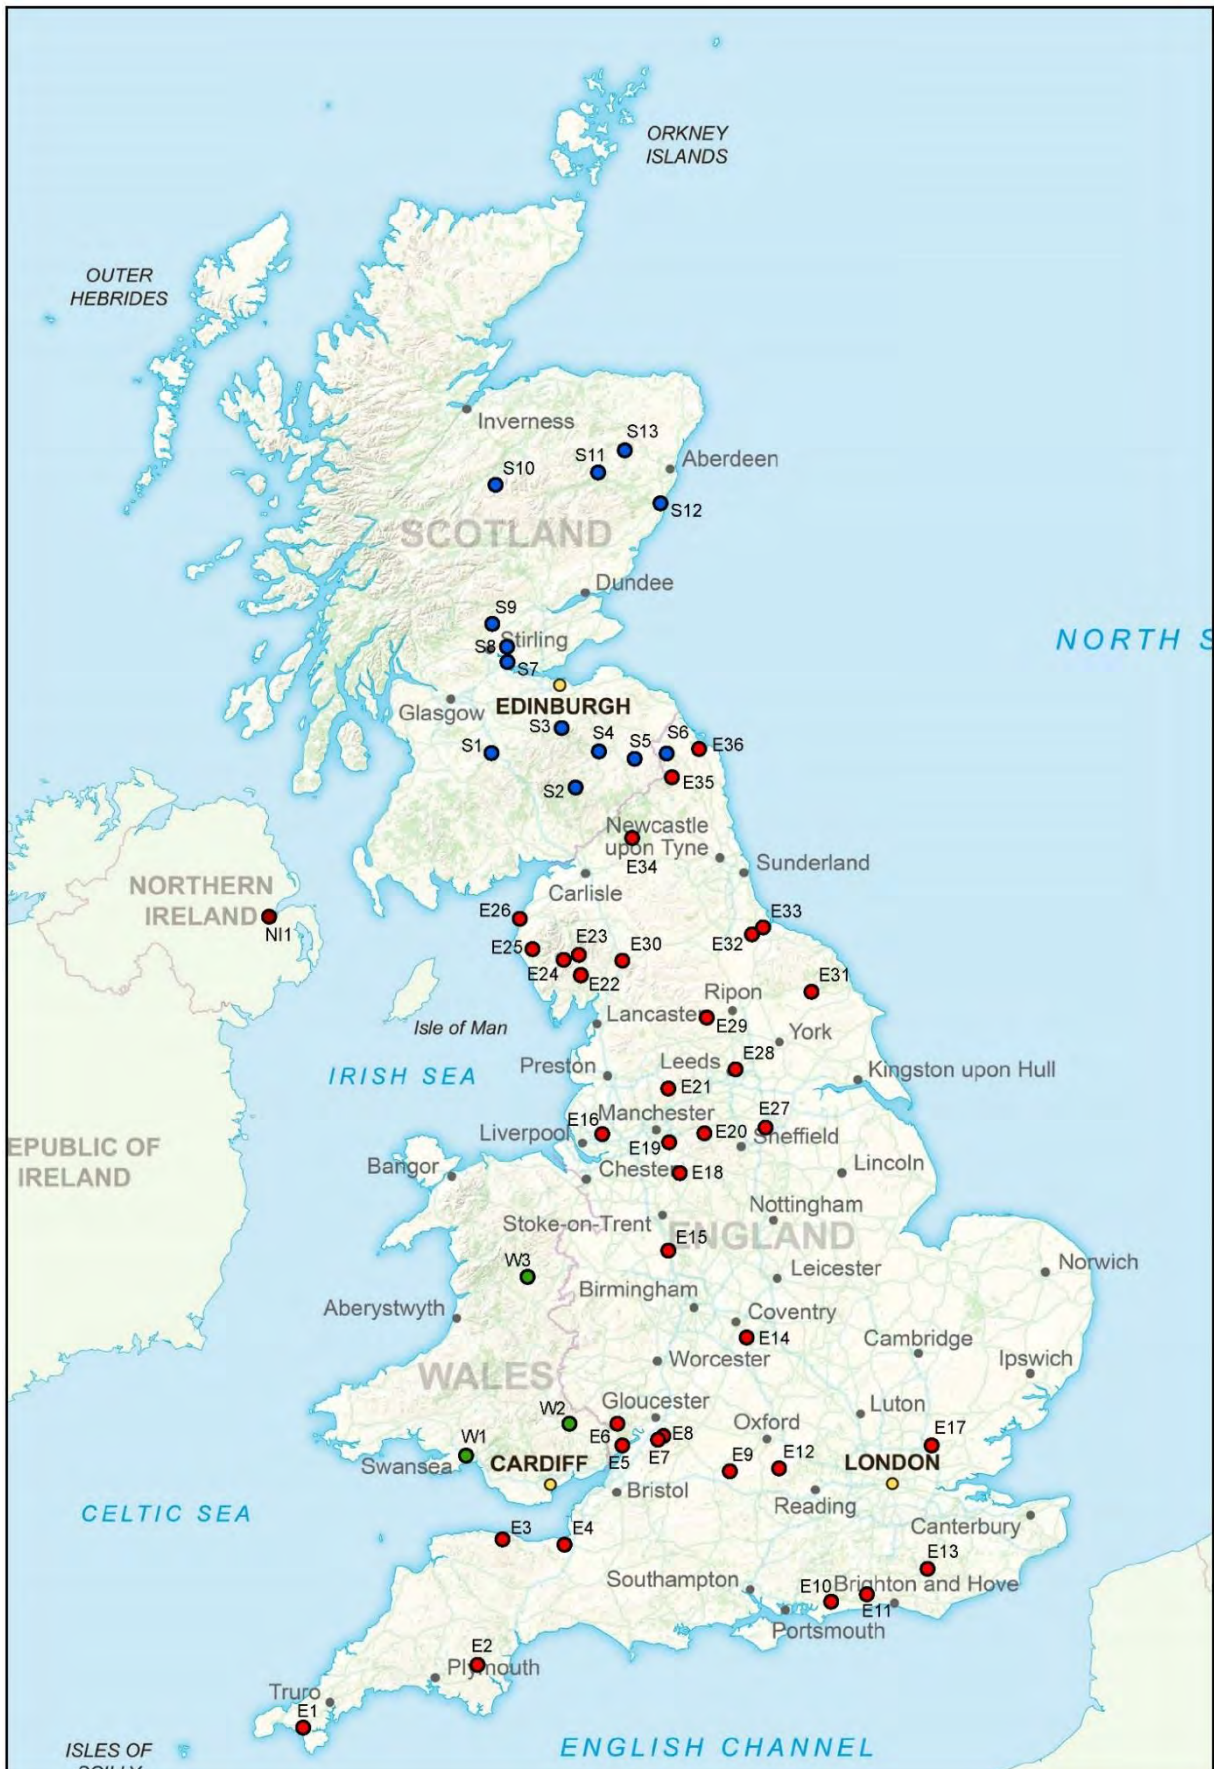 ORKNEY
ISLANDS
OUTER
HEBRIDES
Inverness
S13
S11
Aberdeen
S10
S12
SCOTLAND
Dundee
S9
Stirling
S8
S7
NORTH S
EDINBURGH
Glasgow
S3
S4
S5
S6
E36
S1
E35
S2
Newcastle
upon Tyne
Sunderland
E34
Carlisle
NORTHERN
IRELAND
NI1
E26
E33
E32
E25
E23
E30
E24
E22
E31
Ripon
Lancaster
E29
Isle of Man
York
Leeds
E28
Preston
IRISH SEA
Kingston upon Hull
E21
E16
Manchester
E27
Liverpool
E19
E20
Sheffield
EPUBLIC OF
IRELAND
Bangor
Chester
E18
Lincoln
Nottingham
Stoke-on-Trent
ENGLAND
E15
W3
Leicester
Norwich
Birmingham
Aberystwyth
Coventry
E14
Cambridge
Worcester
Ipswich
WALES
Gloucester
Luton
W2
E6
E8
Oxford
E17
W1
E5
E7
Swansea
CARDIFF
E9
E12
LONDON
Bristol
Reading
CELTIC SEA
E3
E4
Canterbury
E13
Southampton
E10
Brighton and Hove
E11
Portsmouth
E2
Plymouth
Truro
E1
ISLES OF
SCILLY
ENGLISH CHANNEL